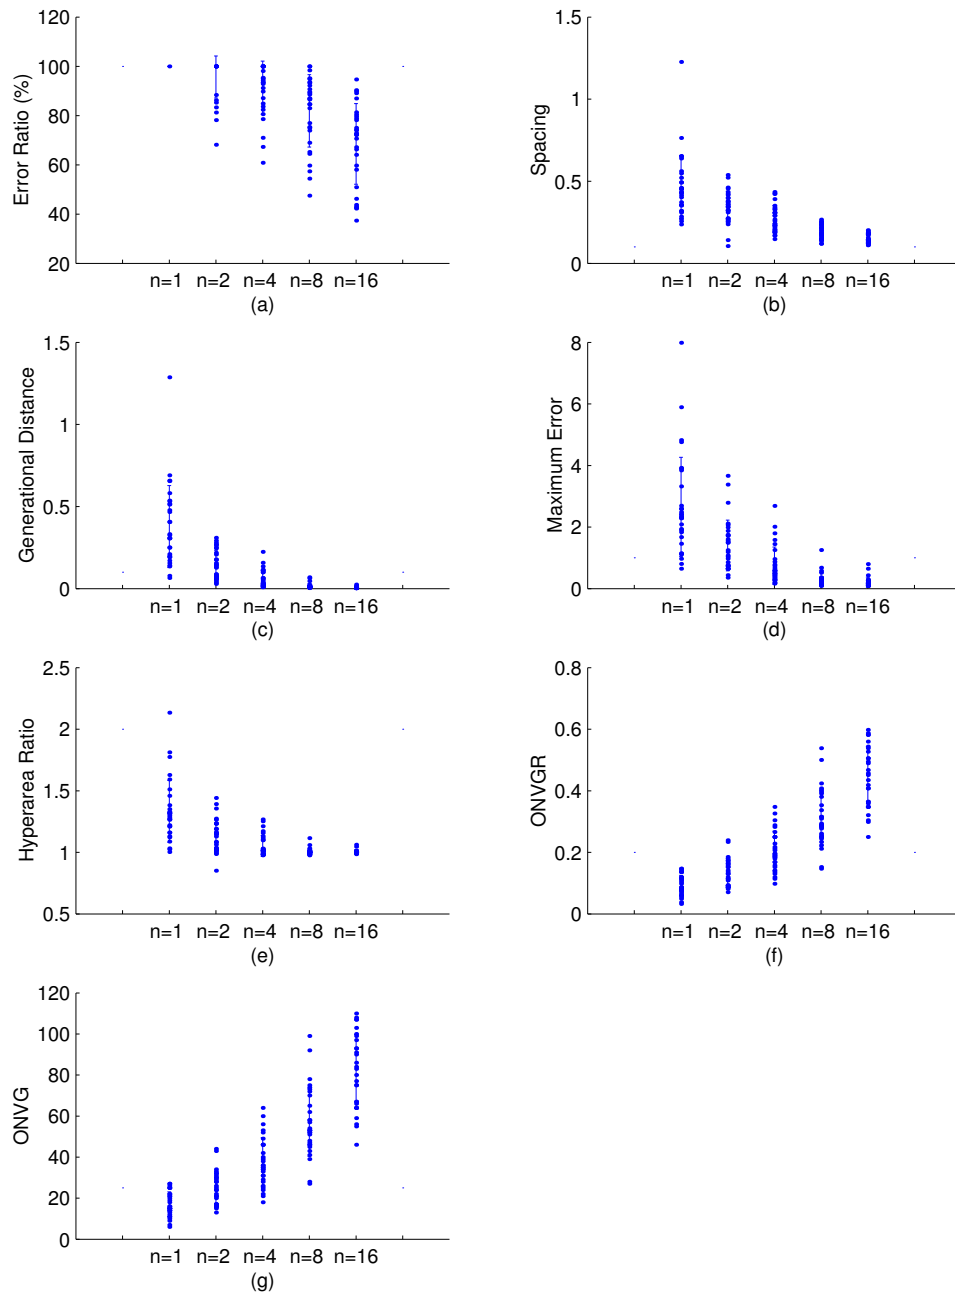 120
100
80
60
40
20
Error Ratio (%)
n=1 n=2 n=4 n=8 n=16
(a)
1.5
1
0.5
0
Spacing
n=1 n=2 n=4 n=8 n=16
(b)
1.5
1
0.5
0
Generational Distance
n=1 n=2 n=4 n=8 n=16
(c)
8
6
4
2
0
Maximum Error
n=1 n=2 n=4 n=8 n=16
(d)
2.5
2
1.5
1
0.5
Hyperarea Ratio
n=1 n=2 n=4 n=8 n=16
(e)
0.8
0.6
0.4
0.2
0
ONVGR
n=1 n=2 n=4 n=8 n=16
(f)
120
100
80
60
40
20
0
ONVG
n=1 n=2 n=4 n=8 n=16
(g)